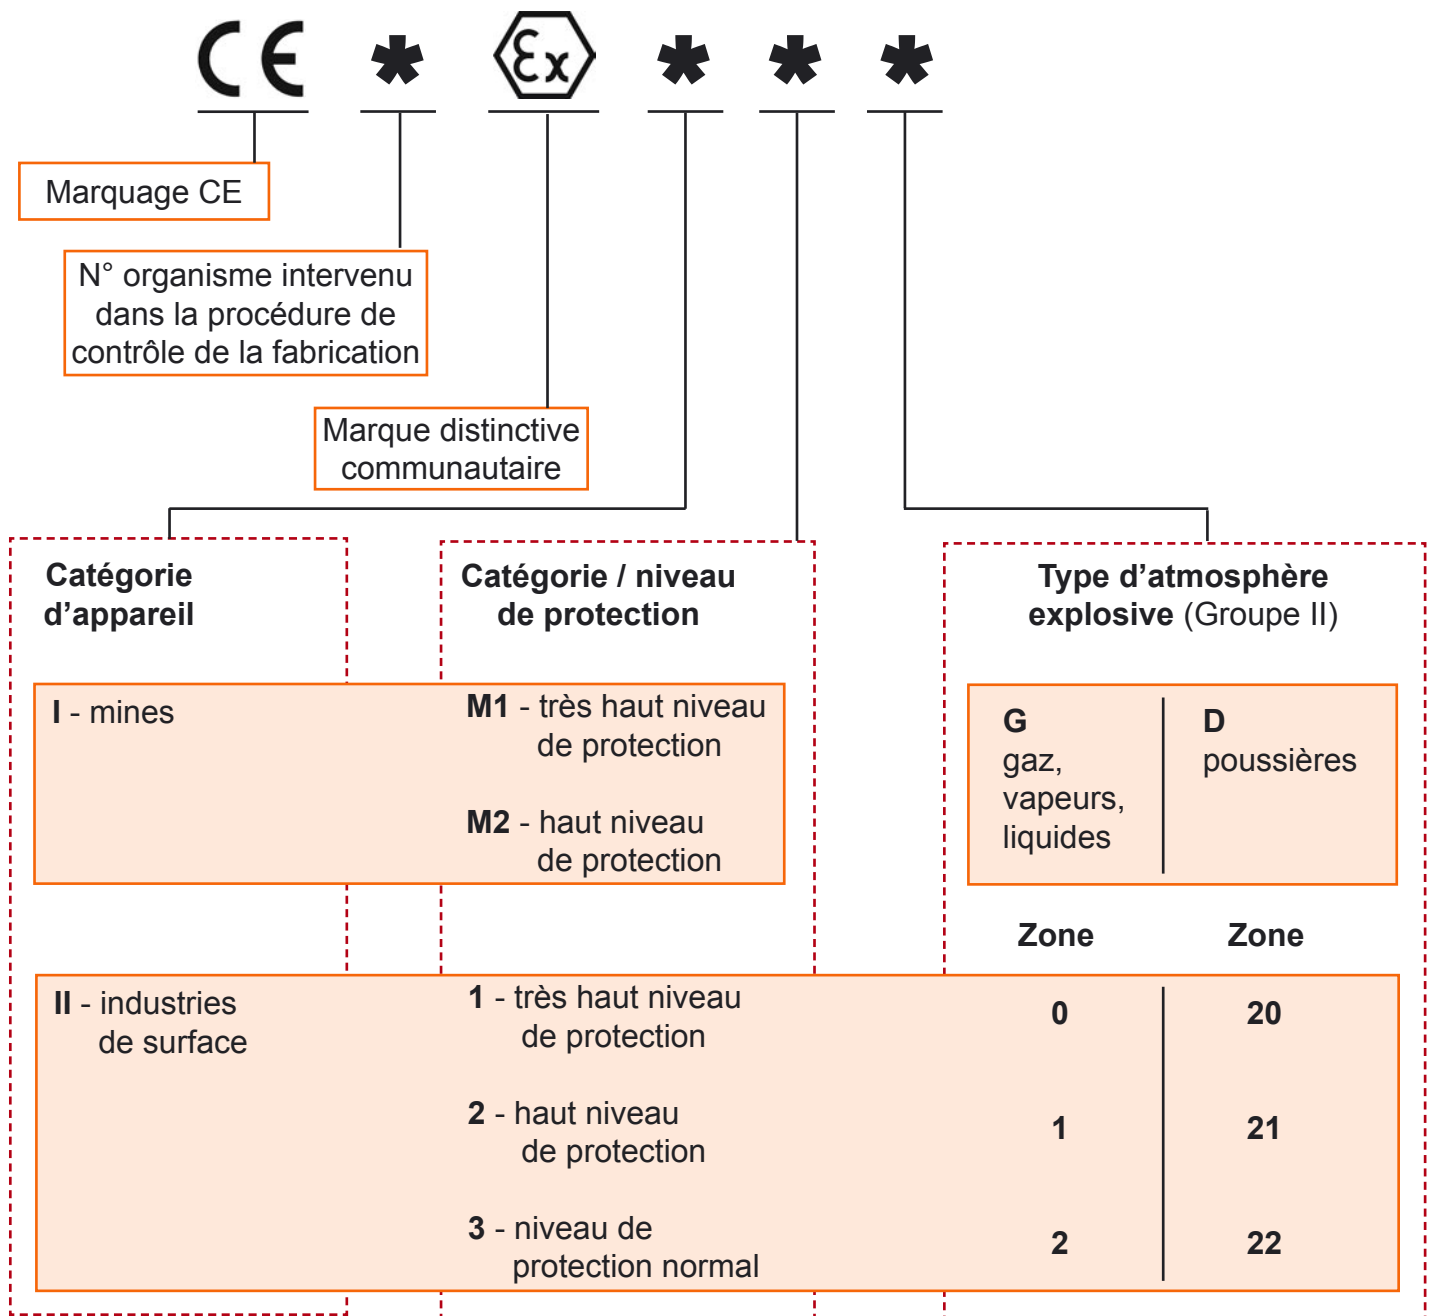 CE * Ex * * *
Marquage CE
N° organisme intervenu
dans la procédure de
contrôle de la fabrication
Marque distinctive
communautaire
Catégorie
d’appareil
Catégorie / niveau
de protection
Type d’atmosphère
explosive (Groupe II)
I - mines
M1 - très haut niveau
de protection
M2 - haut niveau
de protection
G
gaz,
vapeurs,
liquides
D
poussières
Zone Zone
II - industries
de surface
1 - très haut niveau
de protection
0 20
2 - haut niveau
de protection
1 21
3 - niveau de
protection normal
2 22